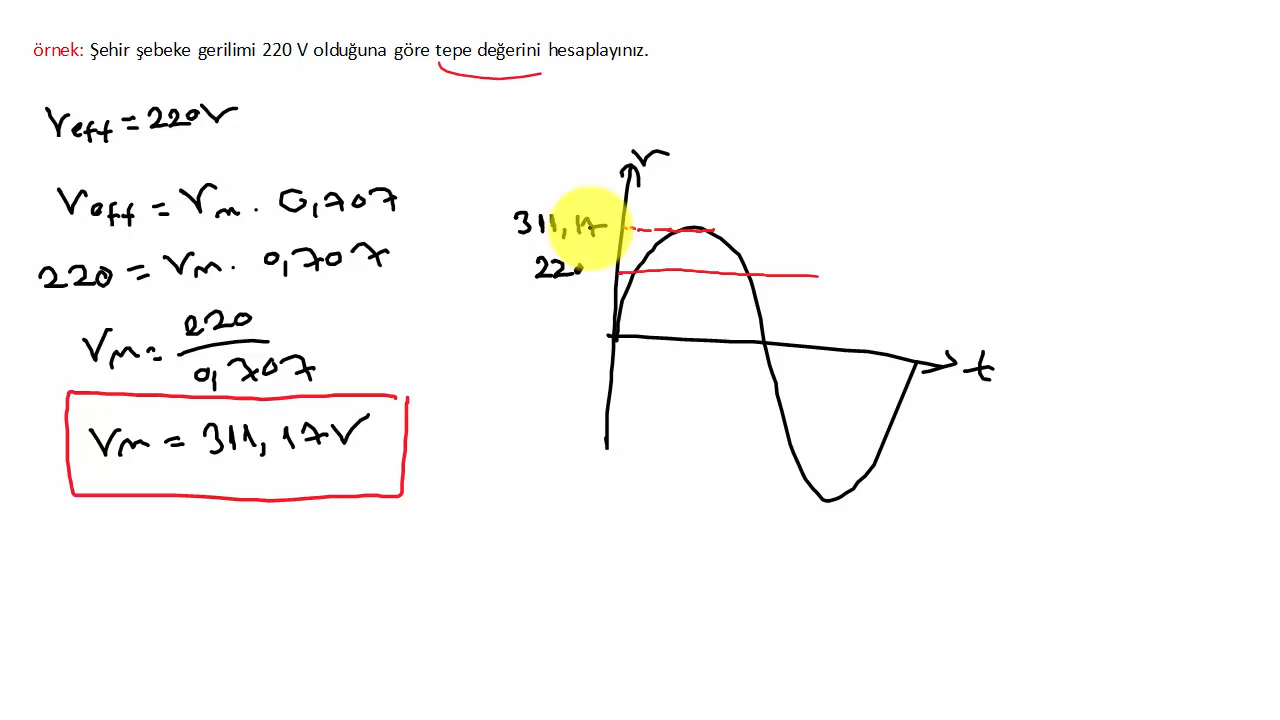 örnek: Şehir şebeke gerilimi 220 V olduğuna göre tepe değerini hesaplayınız.
Veff = 220V
Veff = Vm . 0,707
220 = Vm . 0,707
Vm = 220
0,707
Vm = 311,17V
V
311,17
220
t